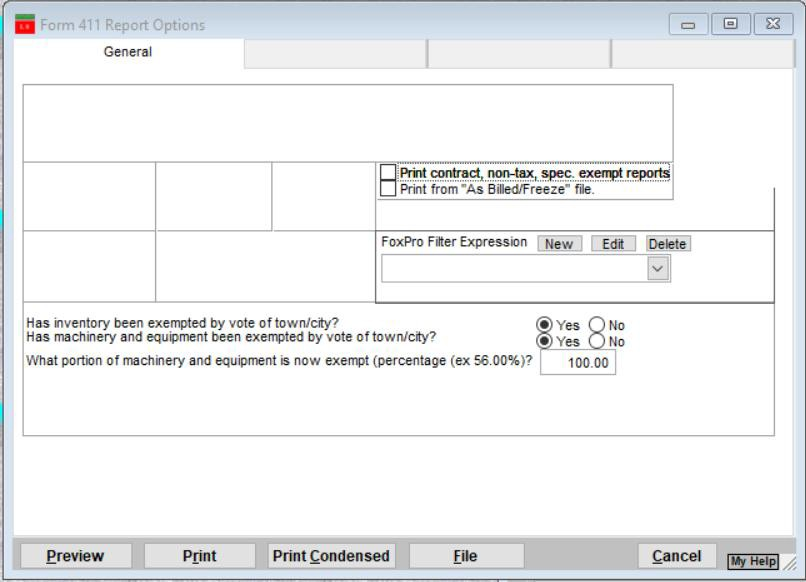 Form 411 Report Options
General
Print contract, non-tax, spec. exempt reports
Print from "As Billed/Freeze" file.
FoxPro Filter Expression New Edit Delete
Has inventory been exempted by vote of town/city? Yes No
Has machinery and equipment been exempted by vote of town/city? Yes No
What portion of machinery and equipment is now exempt (percentage (ex 56.00%)? 100.00
Preview Print Print Condensed File Cancel My Help